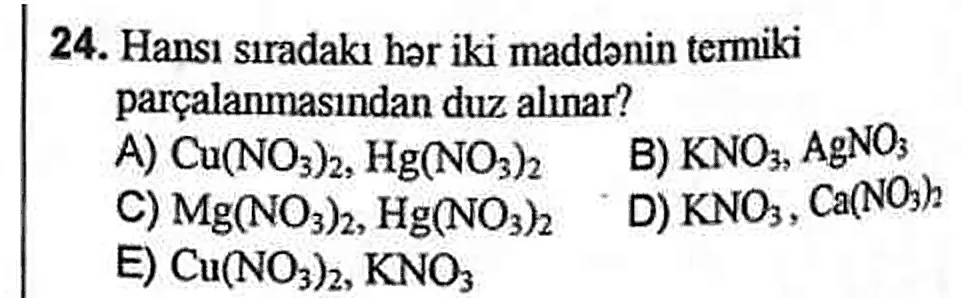 24. Hansı sıradakı hər iki maddənin termiki
parçalanmasından duz alınar?
A) Cu(NO₃)₂, Hg(NO₃)₂ B) KNO₃, AgNO₃
C) Mg(NO₃)₂, Hg(NO₃)₂ D) KNO₃, Ca(NO₃)₂
E) Cu(NO₃)₂, KNO₃